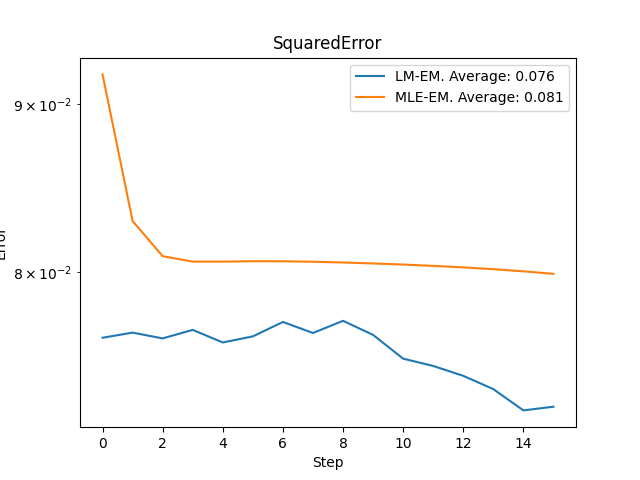 SquaredError
LM-EM. Average: 0.076
MLE-EM. Average: 0.081
9 × 10⁻²
8 × 10⁻²
Error
0 2 4 6 8 10 12 14
Step